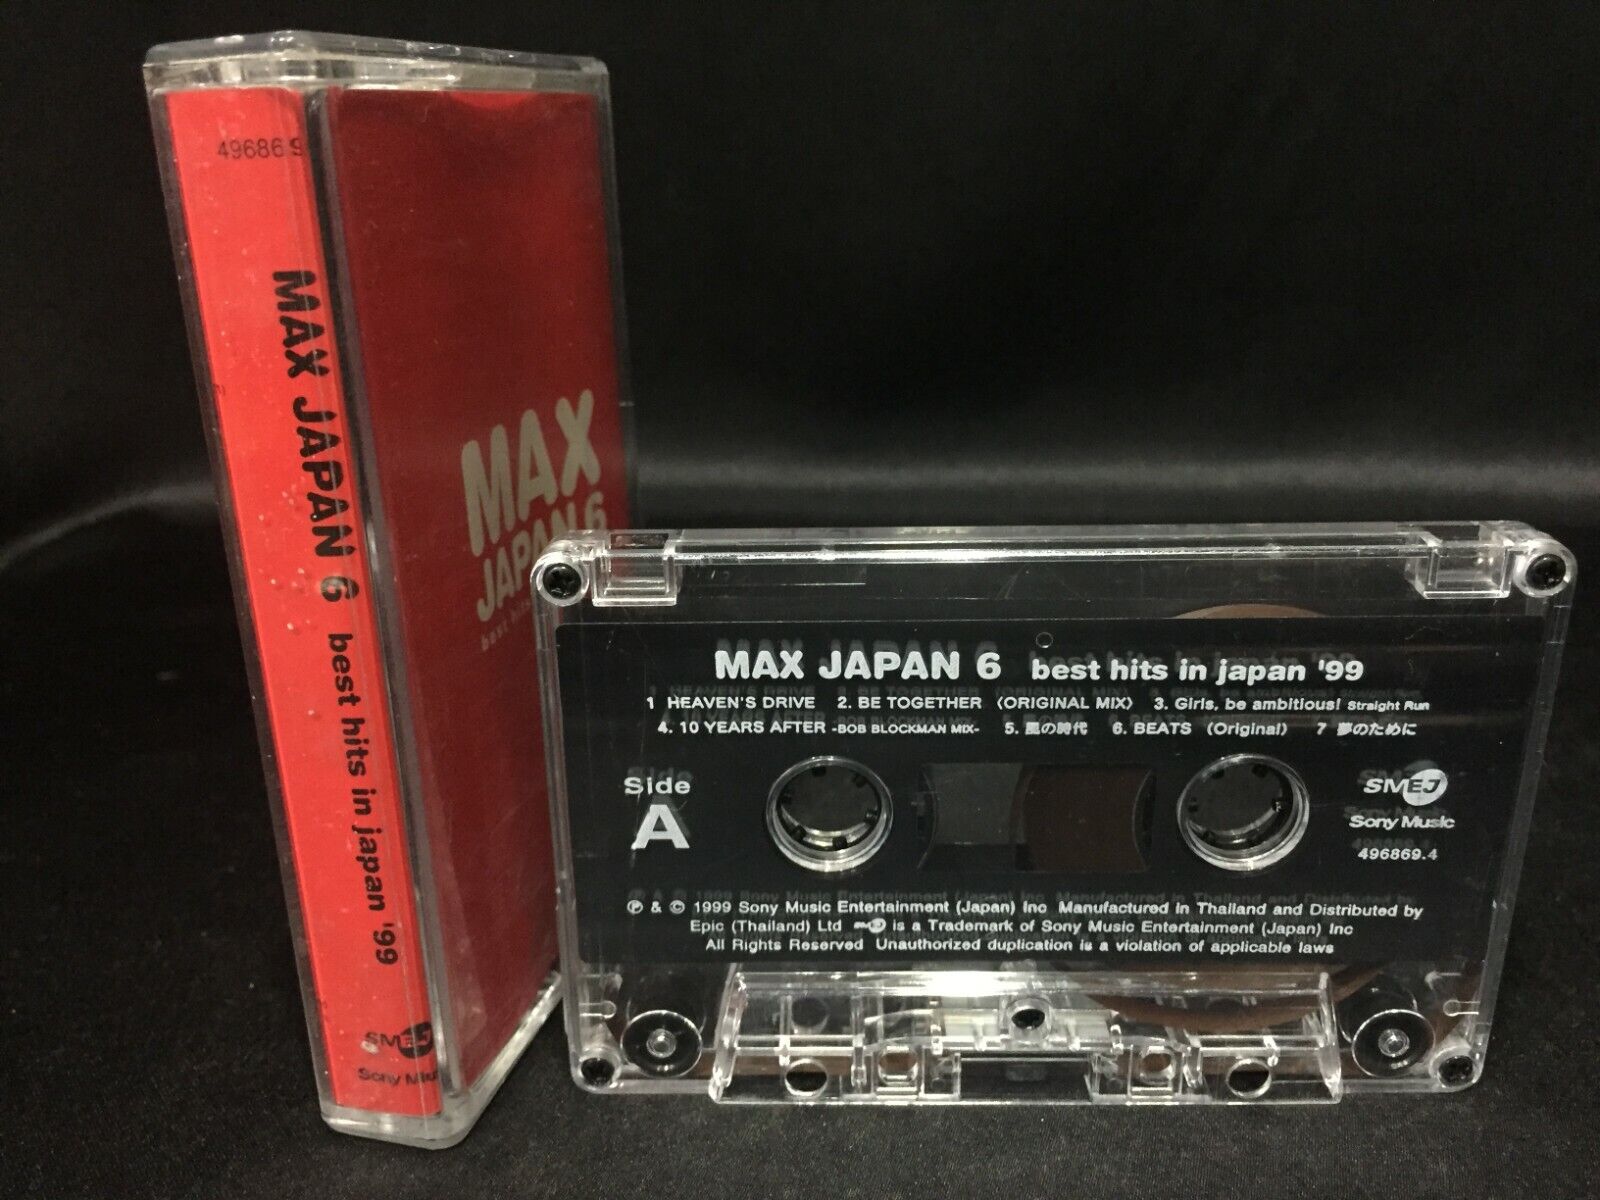 49686 9
MAX JAPAN 6 best hits in japan '99
SMEJ
Sony Mu
MAX
JAPAN 6
best hits
MAX JAPAN 6 best hits in japan '99
1 HEAVEN'S DRIVE 2. BE TOGETHER (ORIGINAL MIX) 3. Girls, be ambitious! Straight Run
4. 10 YEARS AFTER -BOB BLOCKMAN MIX- 5. 風の時代 6. BEATS (Original) 7 夢のために
Side
A
SMEJ
Sony Music
496869.4
℗ & © 1999 Sony Music Entertainment (Japan) Inc Manufactured in Thailand and Distributed by
Epic (Thailand) Ltd SMEJ is a Trademark of Sony Music Entertainment (Japan) Inc
All Rights Reserved Unauthorized duplication is a violation of applicable laws